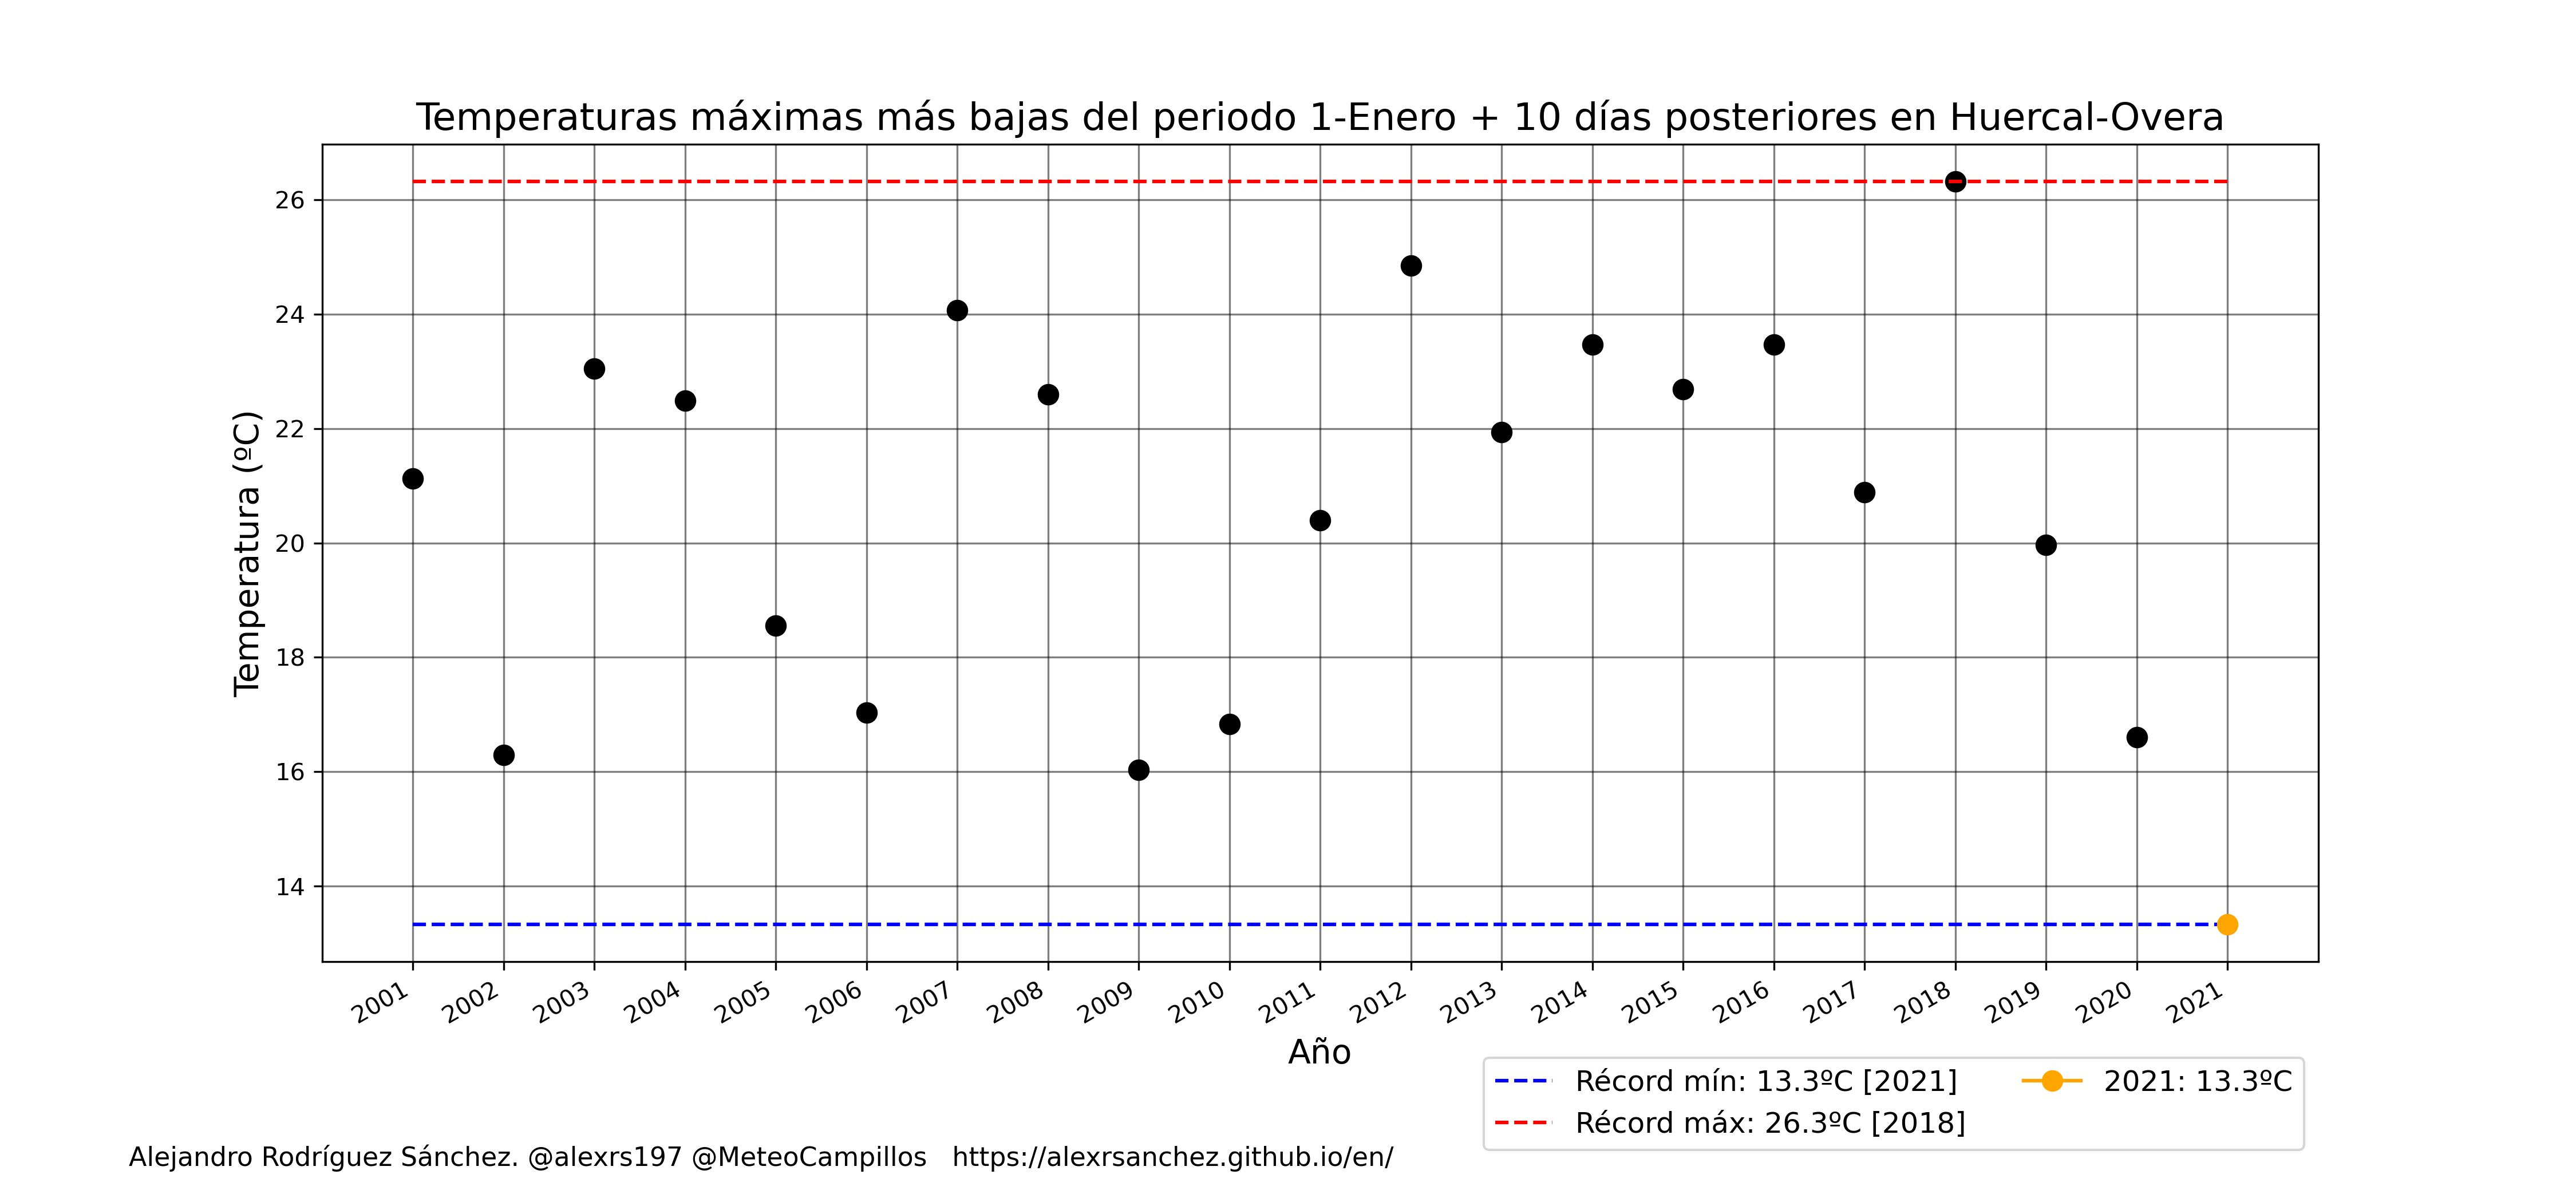 Temperaturas máximas más bajas del periodo 1-Enero + 10 días posteriores en Huercal-Overa
Temperatura (ºC)
26
24
22
20
18
16
14
2001 2002 2003 2004 2005 2006 2007 2008 2009 2010 2011 2012 2013 2014 2015 2016 2017 2018 2019 2020 2021
Año
Récord mín: 13.3ºC [2021]
Récord máx: 26.3ºC [2018]
2021: 13.3ºC
Alejandro Rodríguez Sánchez. @alexrs197 @MeteoCampillos https://alexrsanchez.github.io/en/